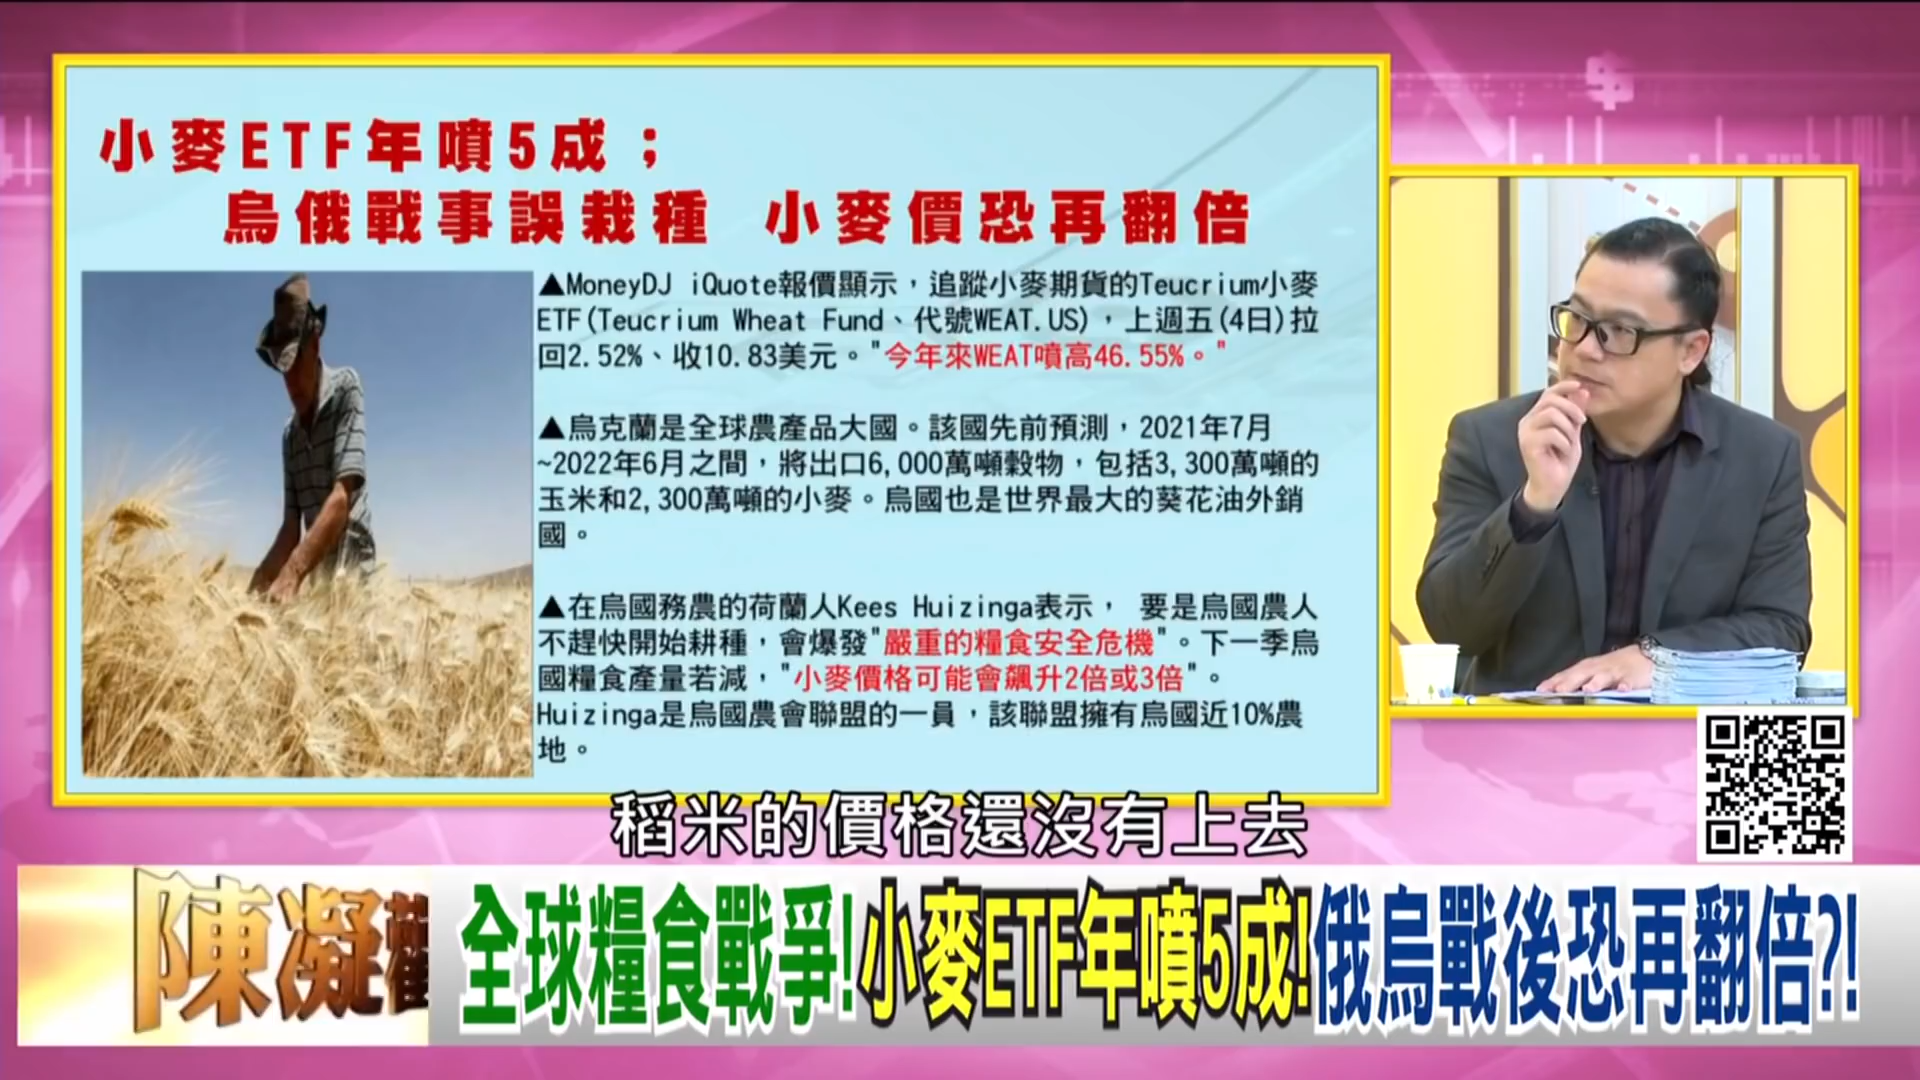 小麥ETF年噴5成；
烏俄戰事誤栽種 小麥價恐再翻倍
▲MoneyDJ iQuote報價顯示，追蹤小麥期貨的Teucrium小麥
ETF(Teucrium Wheat Fund、代號WEAT.US)，上週五(4日)拉
回2.52%、收10.83美元。"今年來WEAT噴高46.55%。"
▲烏克蘭是全球農產品大國。該國先前預測，2021年7月
~2022年6月之間，將出口6,000萬噸穀物，包括3,300萬噸的
玉米和2,300萬噸的小麥。烏國也是世界最大的葵花油外銷
國。
▲在烏國務農的荷蘭人Kees Huizinga表示， 要是烏國農人
不趕快開始耕種，會爆發"嚴重的糧食安全危機"。下一季烏
國糧食產量若減，"小麥價格可能會飆升2倍或3倍"。
Huizinga是烏國農會聯盟的一員，該聯盟擁有烏國近10%農
地。
稻米的價格還沒有上去
陳凝觀
全球糧食戰爭!小麥ETF年噴5成!俄烏戰後恐再翻倍?!